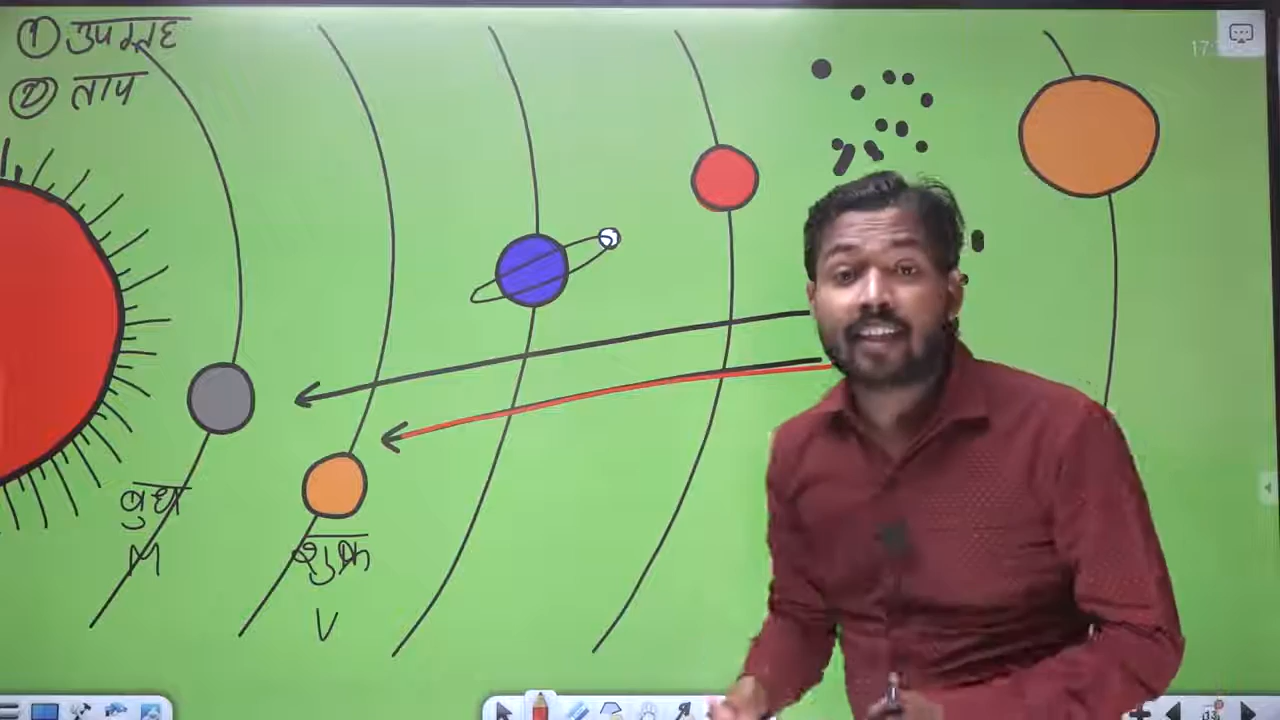 ① उपग्रह
② ताप
बुध
M
शुक्र
V